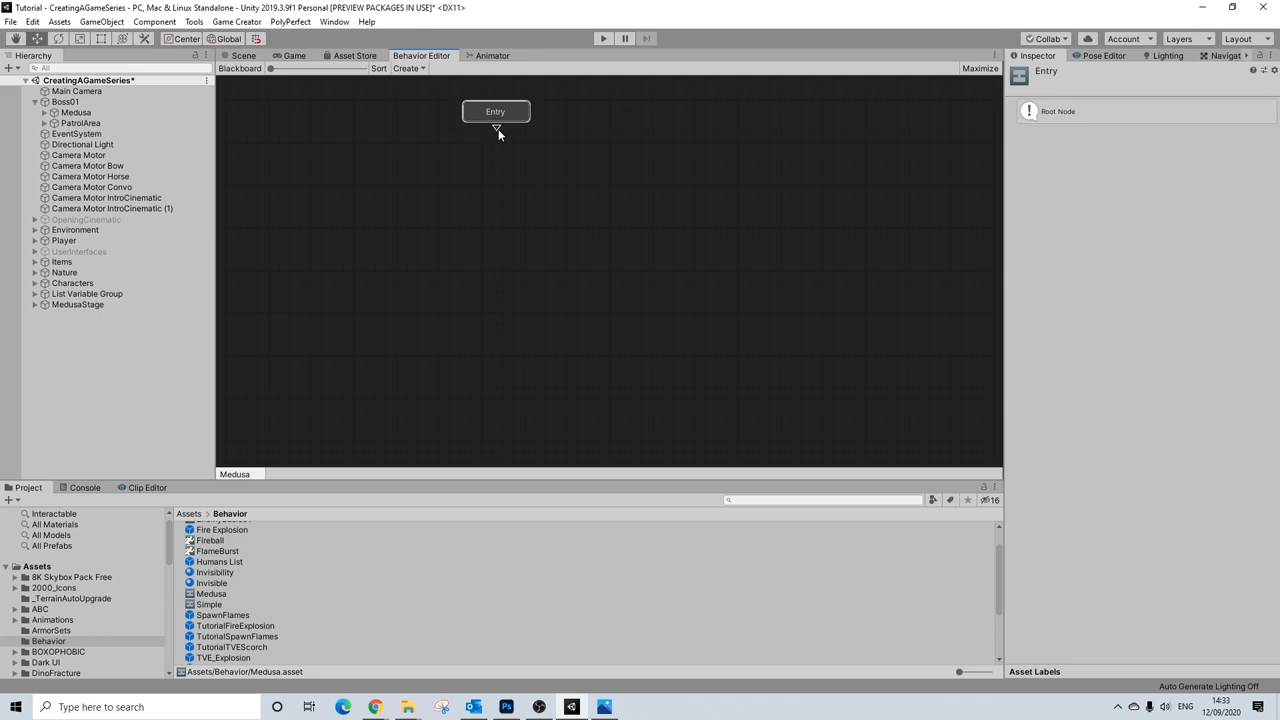 Tutorial - CreatingAGameSeries - PC, Mac & Linux Standalone - Unity 2019.3.9f1 Personal [PREVIEW PACKAGES IN USE]* <DX11>
File Edit Assets GameObject Component Tools Game Creator PolyPerfect Window Help
Center Global Collab Account Layers Layout
Hierarchy Scene Game Asset Store Behavior Editor Animator Inspector Pose Editor Lighting Navigat
All Blackboard Sort Create Maximize Entry
CreatingAGameSeries*
Main Camera
Boss01
Medusa
PatrolArea
EventSystem
Directional Light
Camera Motor
Camera Motor Bow
Camera Motor Horse
Camera Motor Convo
Camera Motor IntroCinematic
Camera Motor IntroCinematic (1)
OpeningCinematic
Environment
Player
UserInterfaces
Items
Nature
Characters
List Variable Group
MedusaStage
Entry
Root Node
Medusa
Project Console Clip Editor
16
Interactable
All Materials
All Models
All Prefabs
Assets
8K Skybox Pack Free
2000_Icons
_TerrainAutoUpgrade
ABC
Animations
ArmorSets
Behavior
BOXOPHOBIC
Dark UI
DinoFracture
Assets > Behavior
Fire Explosion
Fireball
FlameBurst
Humans List
Invisibility
Invisible
Medusa
Simple
SpawnFlames
TutorialFireExplosion
TutorialSpawnFlames
TutorialTVEScorch
TVE_Explosion
Assets/Behavior/Medusa.asset
Asset Labels
Auto Generate Lighting Off
Type here to search
14:33
12/09/2020